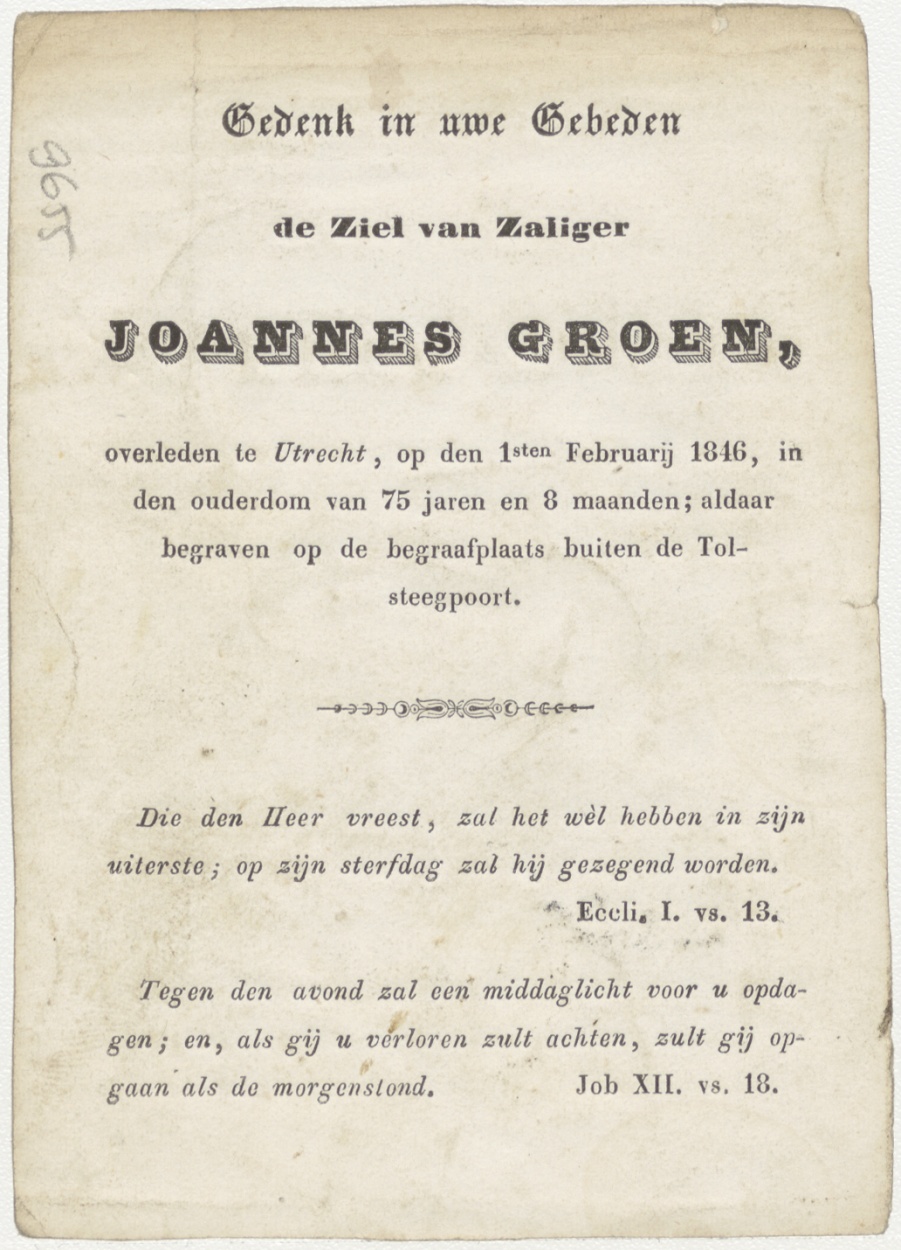 Gedenk in uwe Gebeden
de Ziel van Zaliger
JOANNES GROEN,
overleden te Utrecht, op den 1sten Februarij 1846, in
den ouderdom van 75 jaren en 8 maanden; aldaar
begraven op de begraafplaats buiten de Tol-
steegpoort.
Die den Heer vreest, zal het wèl hebben in zijn
uiterste; op zijn sterfdag zal hij gezegend worden.
Eccli. I. vs. 13.
Tegen den avond zal een middaglicht voor u opda-
gen; en, als gij u verloren zult achten, zult gij op-
gaan als de morgenstond. Job XII. vs. 18.
9655